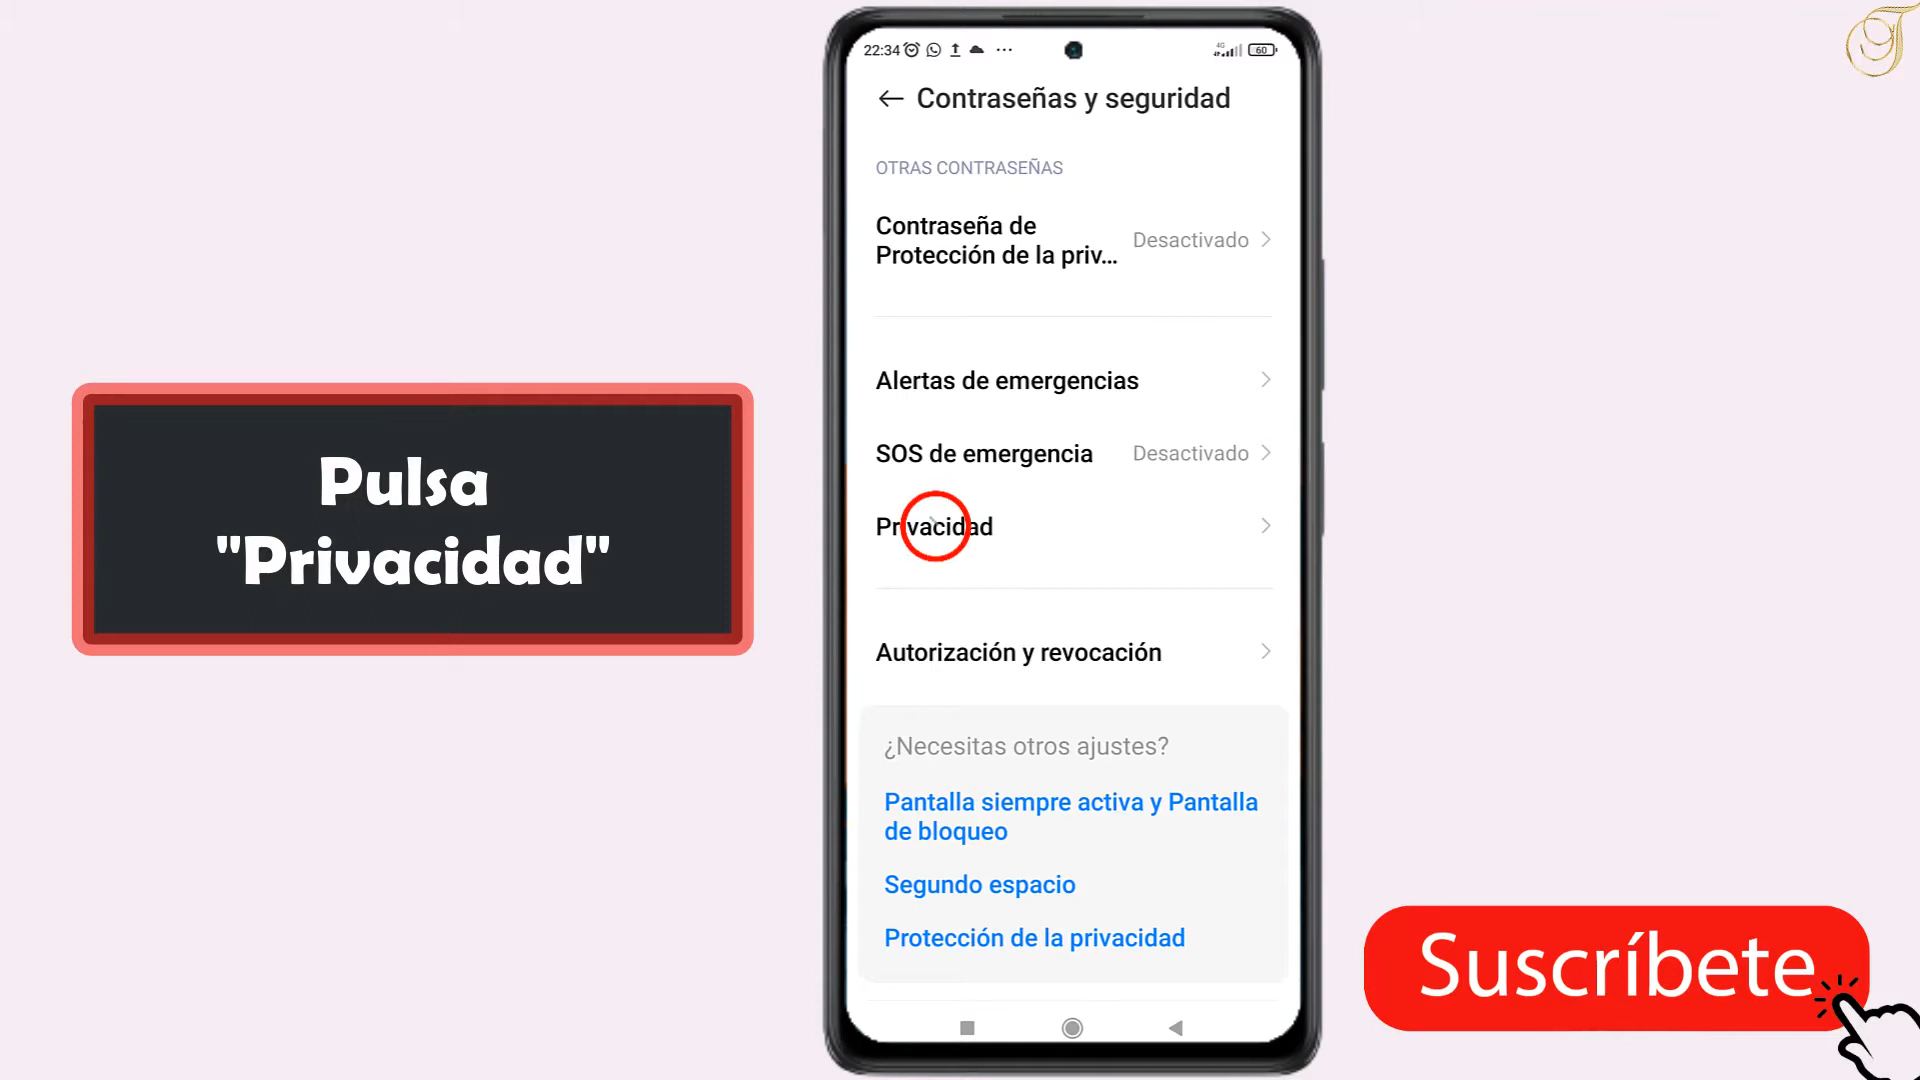 22:34
4G
60
Contraseñas y seguridad
OTRAS CONTRASEÑAS
Contraseña de
Protección de la priv...
Desactivado
Alertas de emergencias
SOS de emergencia
Desactivado
Privacidad
Autorización y revocación
¿Necesitas otros ajustes?
Pantalla siempre activa y Pantalla
de bloqueo
Segundo espacio
Protección de la privacidad
Pulsa
"Privacidad"
Suscríbete